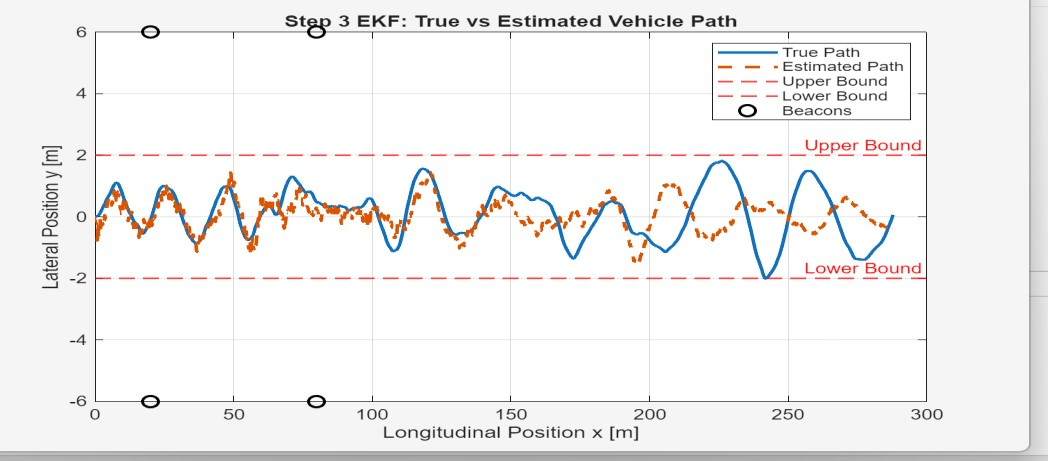 Step 3 EKF: True vs Estimated Vehicle Path
6
4
2
0
-2
-4
-6
Lateral Position y [m]
True Path
Estimated Path
Upper Bound
Lower Bound
Beacons
Upper Bound
Lower Bound
0 50 100 150 200 250 300
Longitudinal Position x [m]